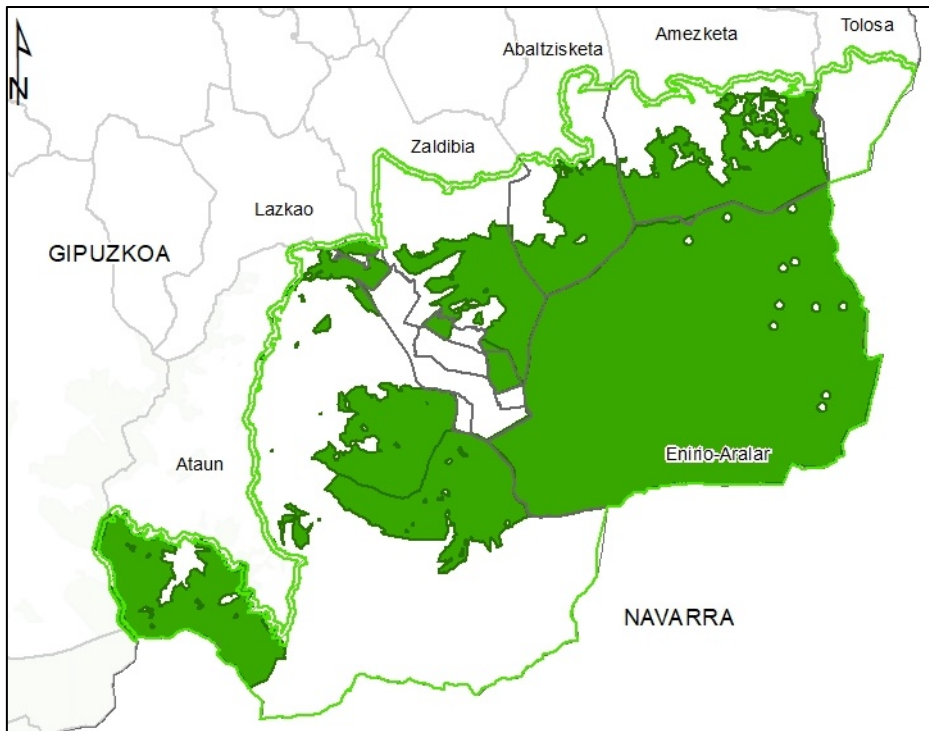 Tolosa
Amezketa
Abaltzisketa
N
Zaldibia
Lazkao
GIPUZKOA
Ataun
Enirio-Aralar
NAVARRA